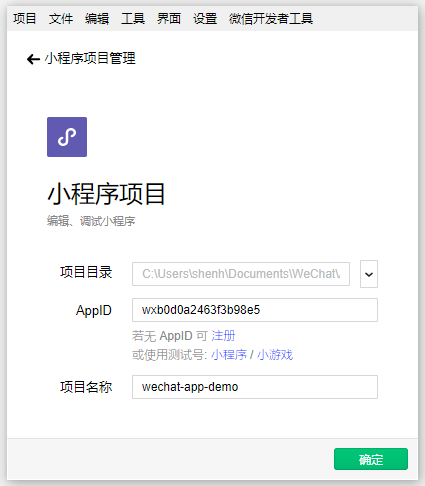 项目 文件 编辑 工具 界面 设置 微信开发者工具
小程序项目管理
小程序项目
编辑、调试小程序
项目目录 C:\Users\shenh\Documents\WeChat\
AppID wxb0d0a2463f3b98e5
若无 AppID 可 注册
或使用测试号: 小程序 / 小游戏
项目名称 wechat-app-demo
确定